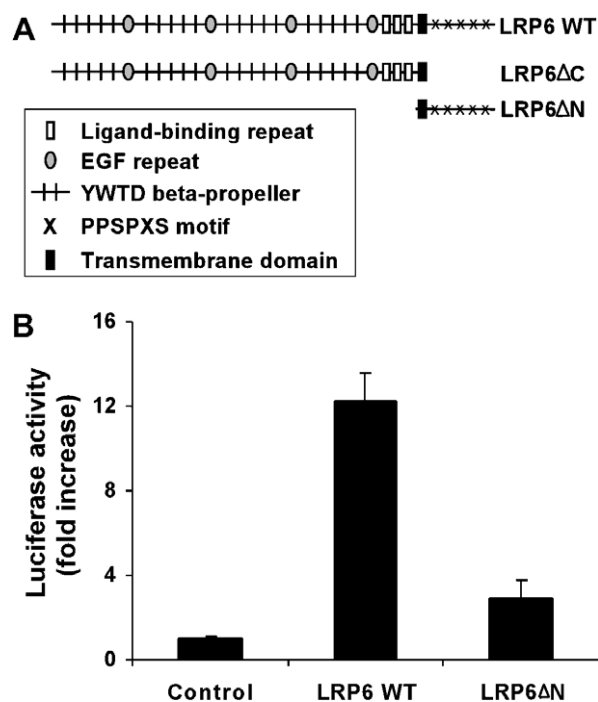 A
LRP6 WT
LRP6ΔC
LRP6ΔN
Ligand-binding repeat
EGF repeat
YWTD beta-propeller
X PPSPXS motif
Transmembrane domain
B
Luciferase activity
(fold increase)
16
12
8
4
0
Control LRP6 WT LRP6ΔN